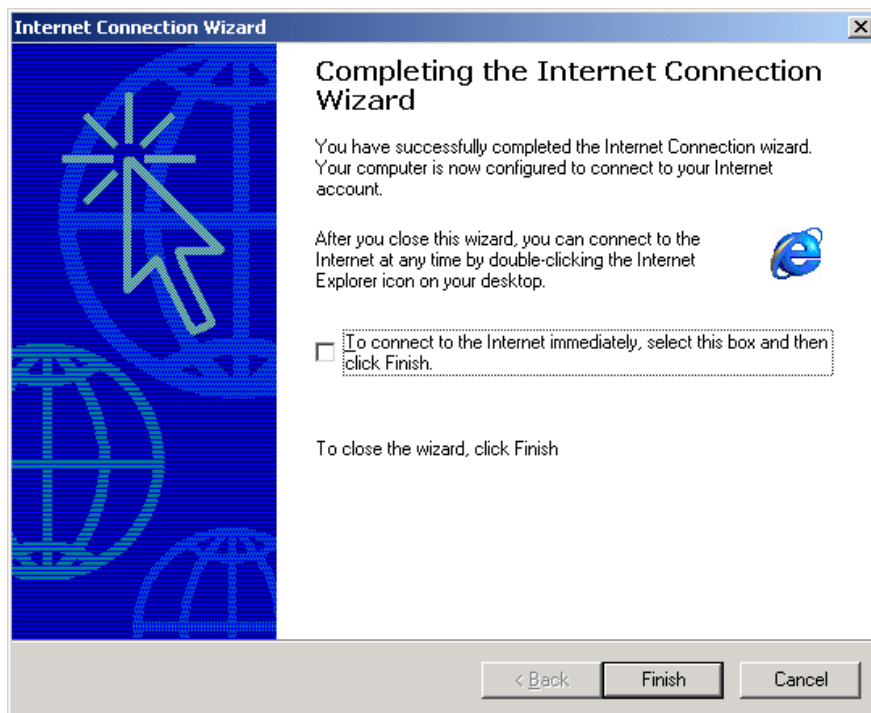 Internet Connection Wizard
Completing the Internet Connection
Wizard
You have successfully completed the Internet Connection wizard.
Your computer is now configured to connect to your Internet
account.
After you close this wizard, you can connect to the
Internet at any time by double-clicking the Internet
Explorer icon on your desktop.
To connect to the Internet immediately, select this box and then
click Finish.
To close the wizard, click Finish
< Back
Finish
Cancel